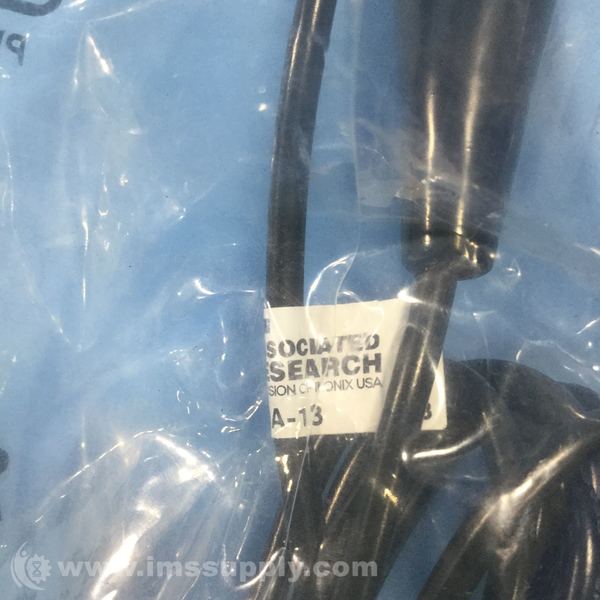 SOCIATED
SEARCH
SION CHRONIX USA
A-13
www.imssupply.com